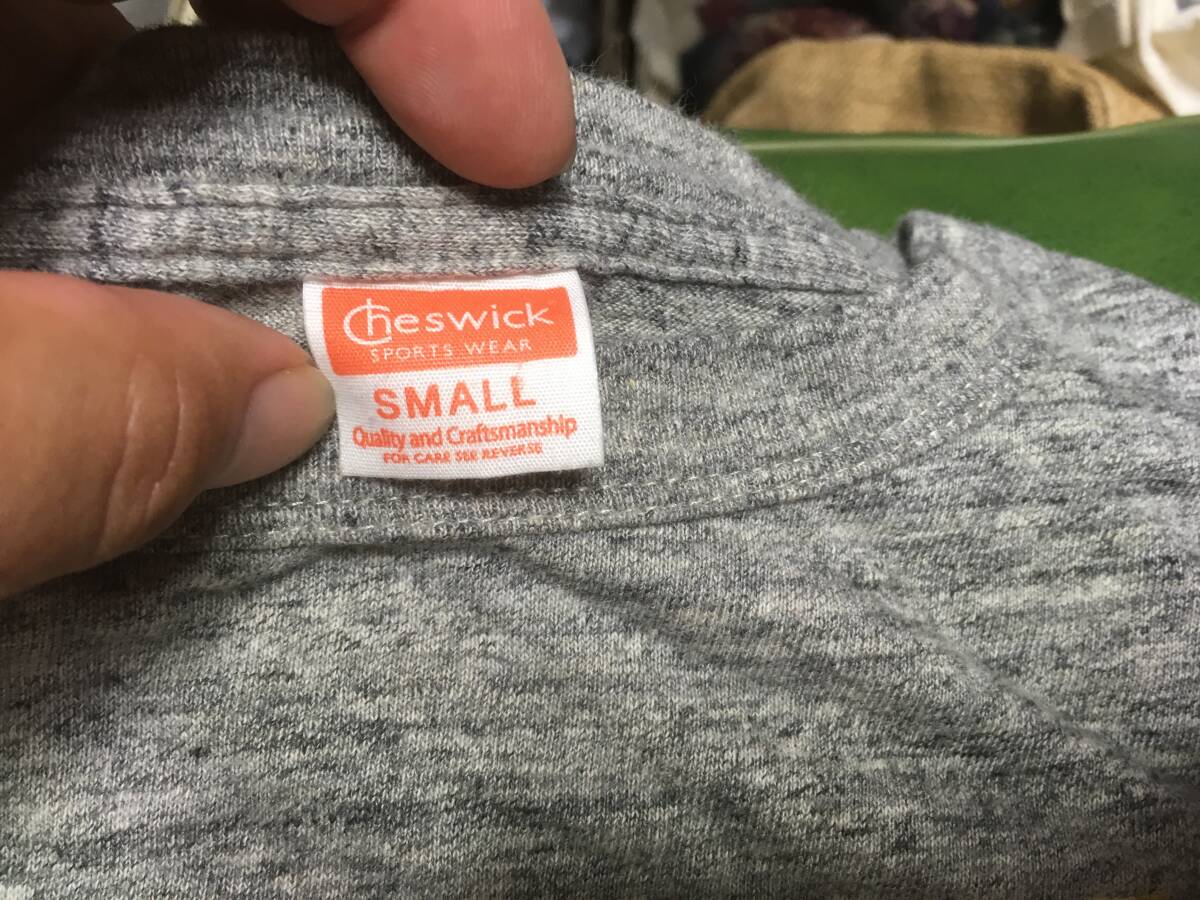 Cheswick
SPORTS WEAR
SMALL
Quality and Craftsmanship
FOR CARE SEE REVERSE